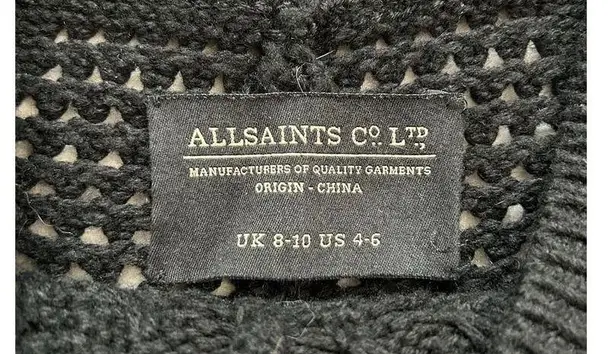 ALLSAINTS Co. LTD.,
MANUFACTURERS OF QUALITY GARMENTS
ORIGIN - CHINA
UK 8-10 US 4-6